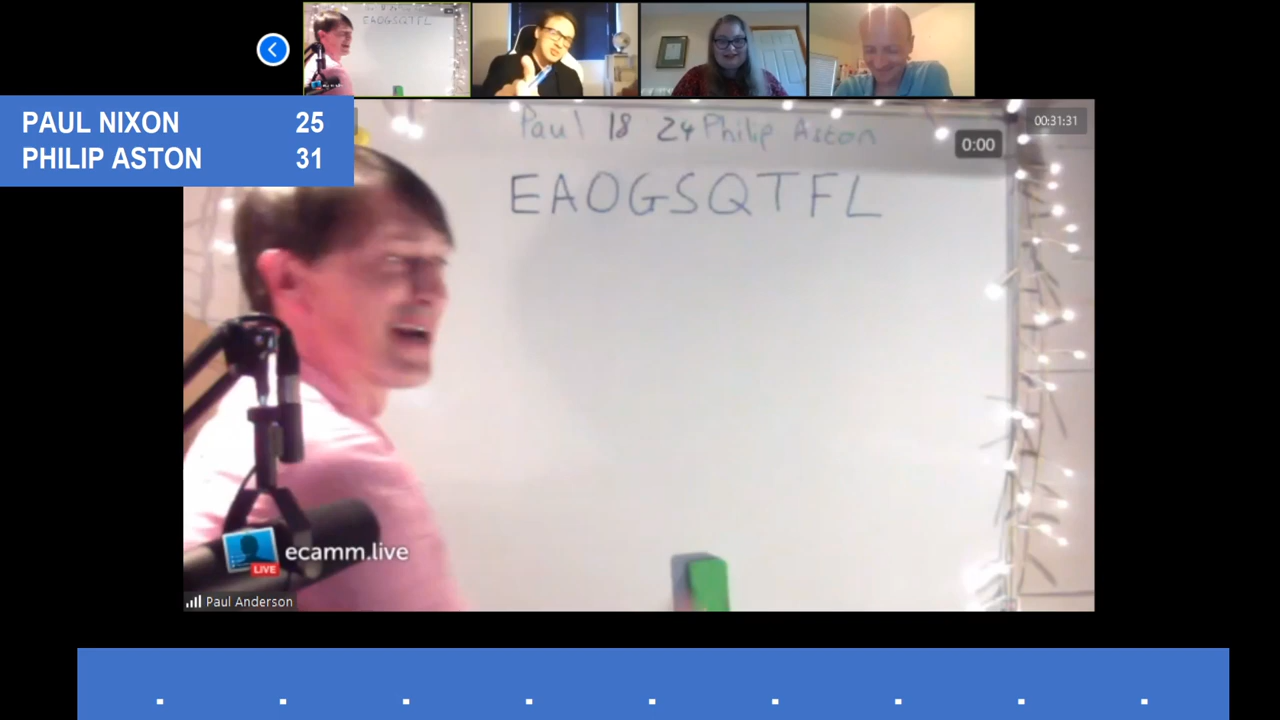 PAUL NIXON 25
PHILIP ASTON 31
00:31:31
0:00
Paul 18 24 Philip Aston
EAOGSQTFL
ecamm.live
LIVE
Paul Anderson